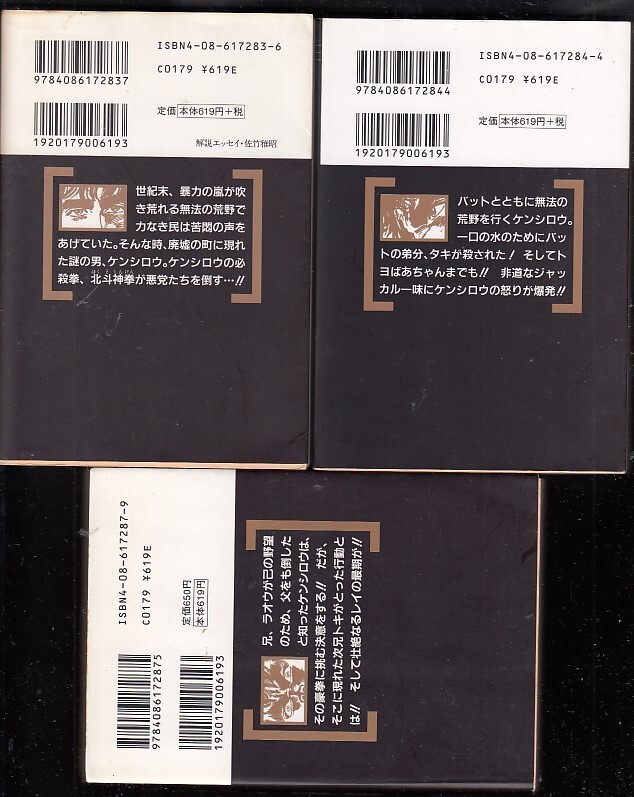 ISBN4-08-617283-6
9784086172837
C0179 ¥619E
1920179006193
定価 本体619円+税
解説エッセイ・佐竹雅昭
世紀末、暴力の嵐が吹
き荒れる無法の荒野で
力なき民は苦悶の声を
あげていた。そんな時、廃墟の町に現れ
た謎の男、ケンシロウ。ケンシロウの必
殺拳、北斗神拳が悪党たちを倒す…!!
ほくとしんけん
ISBN4-08-617284-4
9784086172844
C0179 ¥619E
1920179006193
定価 本体619円+税
バットとともに無法の
荒野を行くケンシロウ。
一口の水のためにバッ
トの弟分、タキが殺された! そしてト
ヨばあちゃんまでも!! 非道なジャッ
カル一味にケンシロウの怒りが爆発!!
ISBN4-08-617287-9
C0179 ¥619E
定価650円
本体619円
9784086172875
1920179006193
兄、ラオウが己の野望
のため、父をも倒した
と知ったケンシロウは、
その豪拳に挑む決意をする!! だが、
そこに現れた次兄トキがとった行動と
は!! そして壮絶なるレイの最期が!!